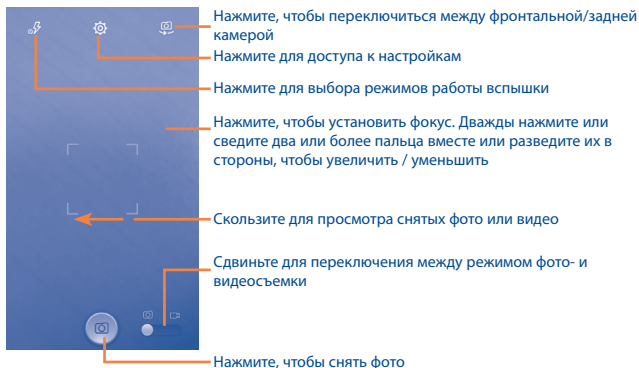 Нажмите, чтобы переключиться между фронтальной/задней
камерой
Нажмите для доступа к настройкам
Нажмите для выбора режимов работы вспышки
Нажмите, чтобы установить фокус. Дважды нажмите или
сведите два или более пальца вместе или разведите их в
стороны, чтобы увеличить / уменьшить
Скользите для просмотра снятых фото или видео
Сдвиньте для переключения между режимом фото- и
видеосъемки
Нажмите, чтобы снять фото